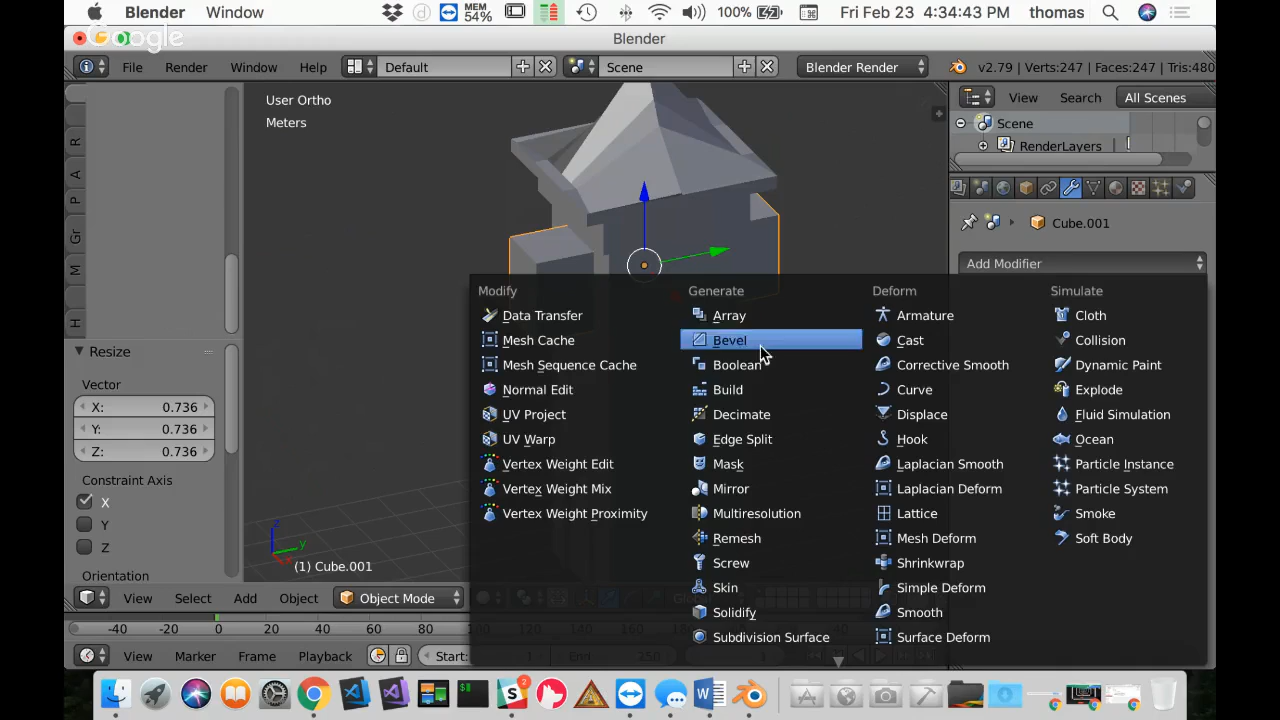 Blender Window MEM 54% 100% Fri Feb 23 4:34:43 PM thomas
Google
Blender
File Render Window Help Default Scene Blender Render v2.79 | Verts:247 | Faces:247 | Tris:480
User Ortho
Meters
View Search All Scenes
Scene
RenderLayers
R
A
P
Gr
M
H
Cube.001
Add Modifier
Modify Generate Deform Simulate
Data Transfer Array Armature Cloth
Mesh Cache Bevel Cast Collision
Mesh Sequence Cache Boolean Corrective Smooth Dynamic Paint
Normal Edit Build Curve Explode
UV Project Decimate Displace Fluid Simulation
UV Warp Edge Split Hook Ocean
Vertex Weight Edit Mask Laplacian Smooth Particle Instance
Vertex Weight Mix Mirror Laplacian Deform Particle System
Vertex Weight Proximity Multiresolution Lattice Smoke
Remesh Mesh Deform Soft Body
Screw Shrinkwrap
Skin Simple Deform
Solidify Smooth
Subdivision Surface Surface Deform
Resize
Vector
X: 0.736
Y: 0.736
Z: 0.736
Constraint Axis
X
Y
Z
Orientation
z
y
(1) Cube.001
View Select Add Object Object Mode
-40 -20 0 20 40 60 80 100 120 140
View Marker Frame Playback Start: End 250
2